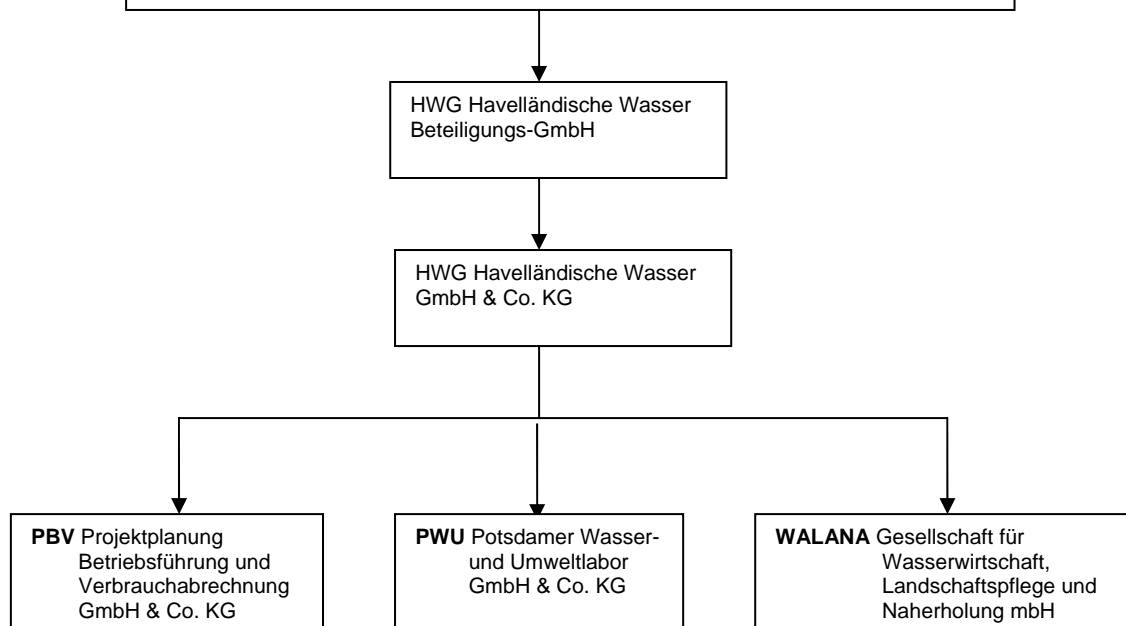 HWG Havelländische Wasser
Beteiligungs-GmbH
HWG Havelländische Wasser
GmbH & Co. KG
PBV Projektplanung
Betriebsführung und
Verbrauchabrechnung
GmbH & Co. KG
PWU Potsdamer Wasser-
und Umweltlabor
GmbH & Co. KG
WALANA Gesellschaft für
Wasserwirtschaft,
Landschaftspflege und
Naherholung mbH